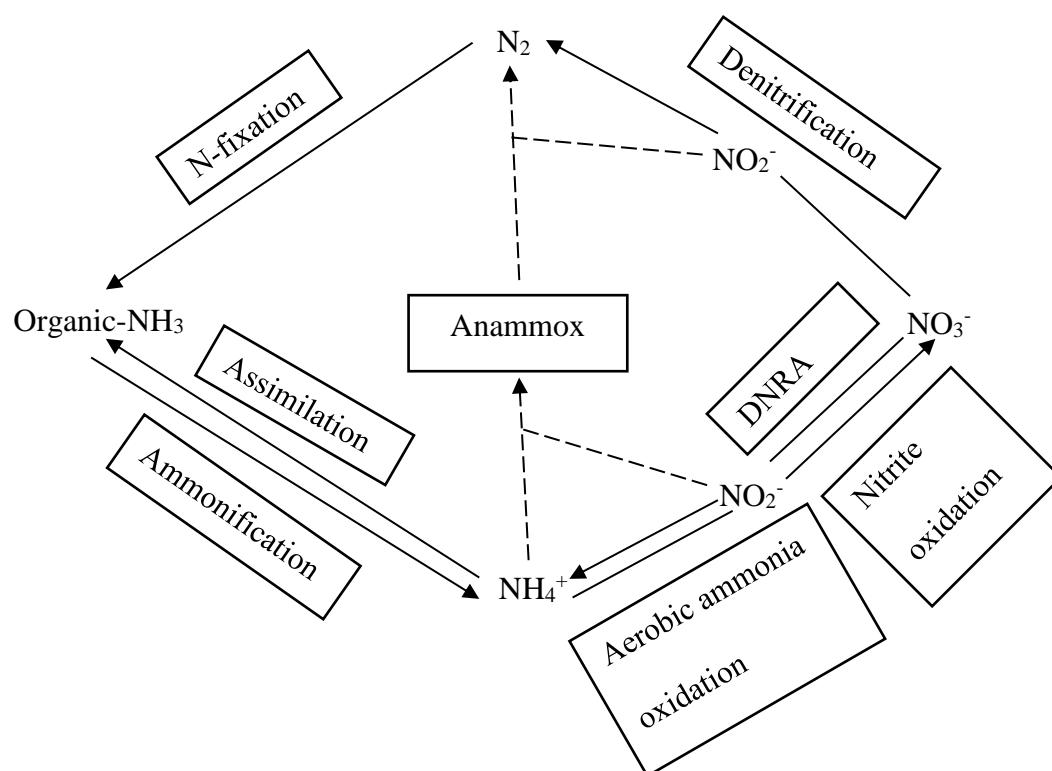 N₂
Denitrification
N-fixation
NO₂⁻
Organic-NH₃
Anammox
NO₃⁻
Assimilation
DNRA
Ammonification
NO₂⁻
Nitrite
oxidation
NH₄⁺
Aerobic ammonia
oxidation